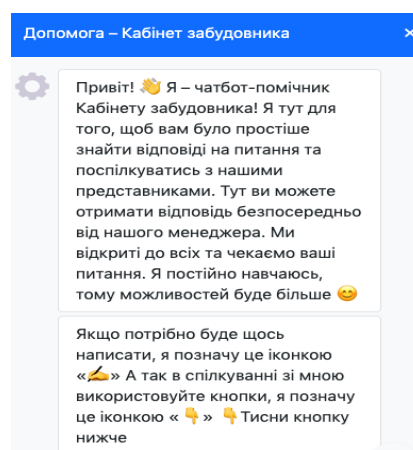 Допомога – Кабінет забудовника ×
Привіт! 👋 Я – чатбот-помічник
Кабінету забудовника! Я тут для
того, щоб вам було простіше
знайти відповіді на питання та
поспілкуватись з нашими
представниками. Тут ви можете
отримати відповідь безпосередньо
від нашого менеджера. Ми
відкриті до всіх та чекаємо ваші
питання. Я постійно навчаюсь,
тому можливостей буде більше 😊
Якщо потрібно буде щось
написати, я позначу це іконкою
«✍️» А так в спілкуванні зі мною
використовуйте кнопки, я позначу
це іконкою « 👇 » 👇Тисни кнопку
нижче